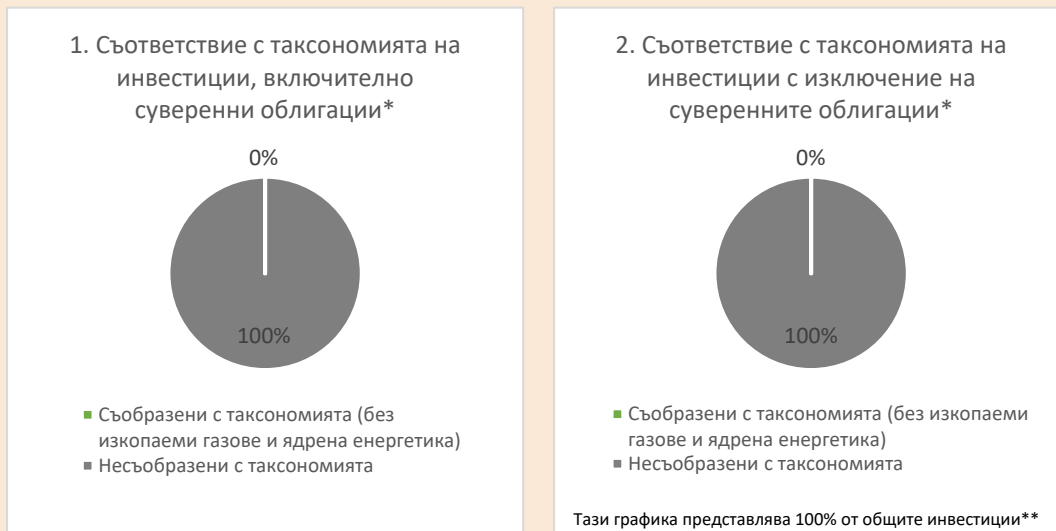 1. Съответствие с таксономията на
инвестиции, включително
суверенни облигации*
0%
100%
Съобразени с таксономията (без
изкопаеми газове и ядрена енергетика)
Несъобразени с таксономията
2. Съответствие с таксономията на
инвестиции с изключение на
суверенните облигации*
0%
100%
Съобразени с таксономията (без изкопаеми
газове и ядрена енергетика)
Несъобразени с таксономията
Тази графика представлява 100% от общите инвестиции**